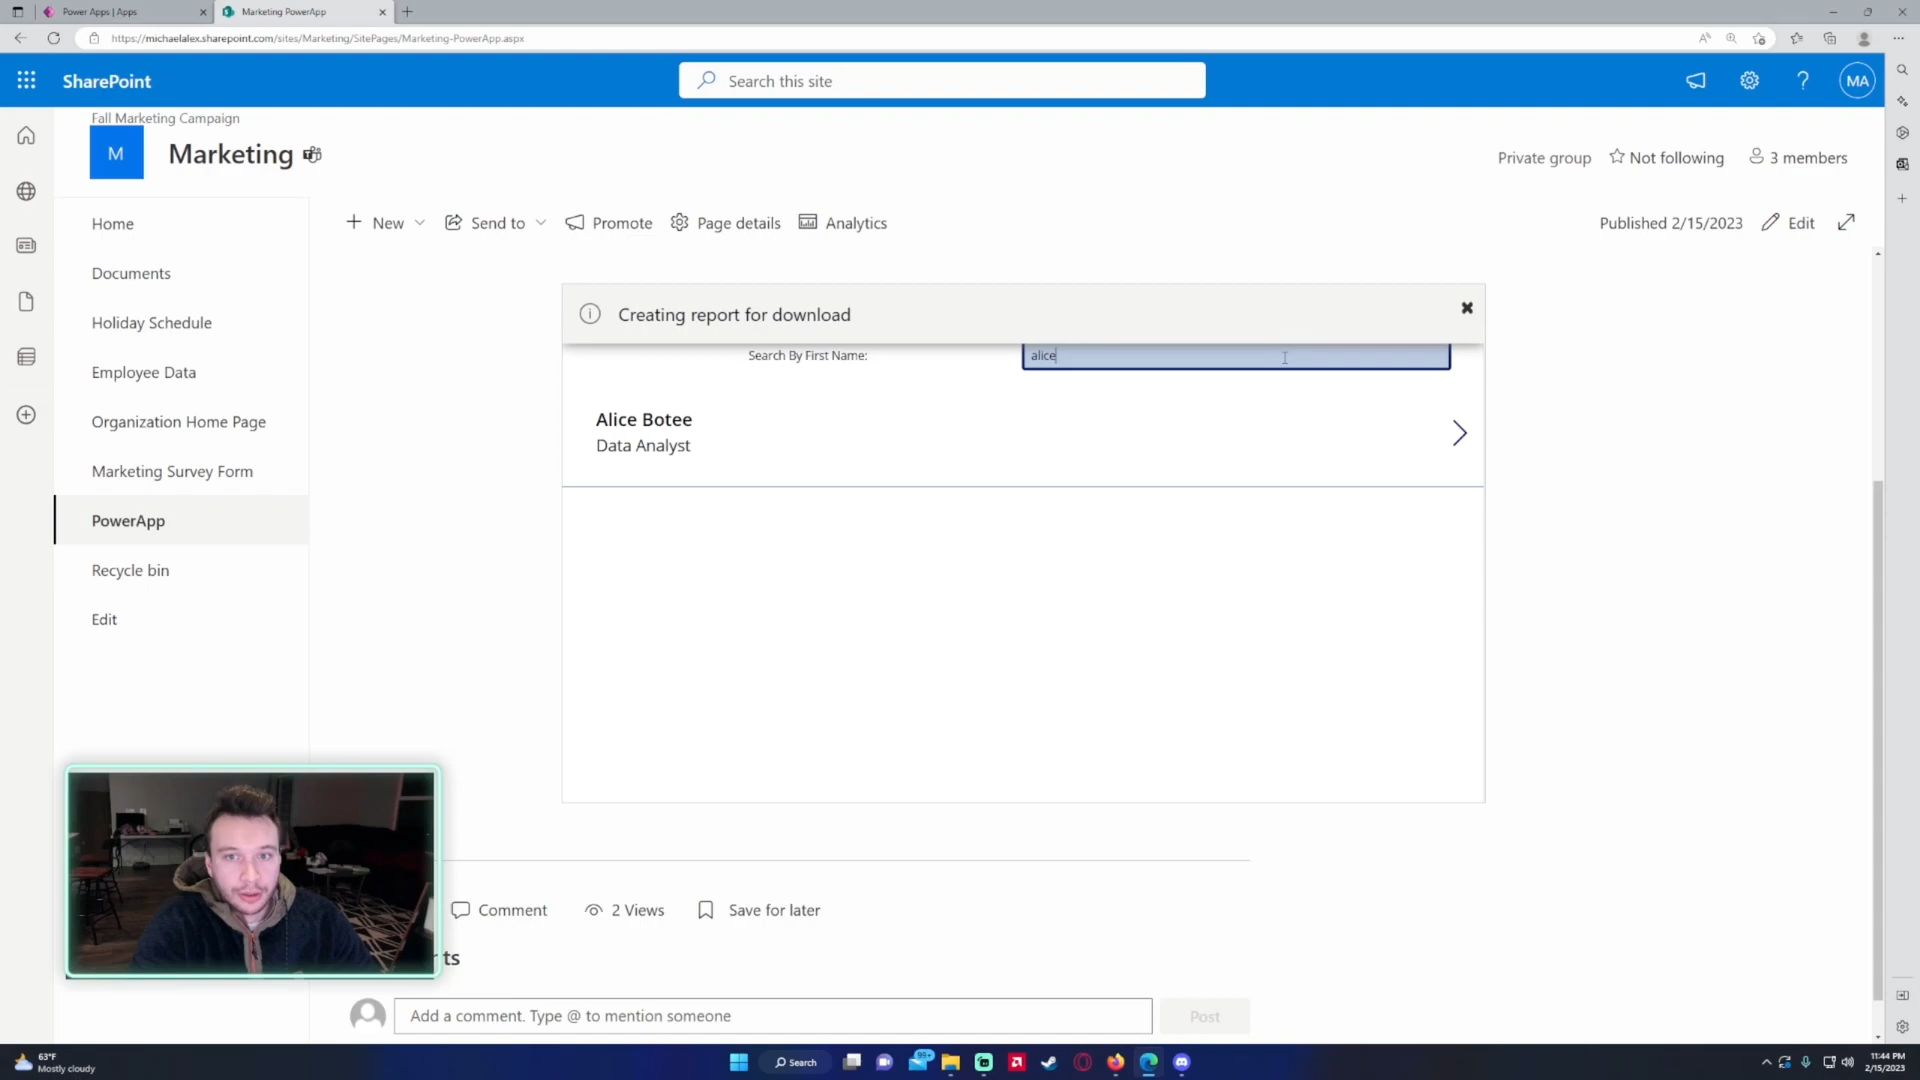 Power Apps | Apps
Marketing PowerApp
https://michaelalex.sharepoint.com/sites/Marketing/SitePages/Marketing-PowerApp.aspx
SharePoint
Search this site
MA
Fall Marketing Campaign
M
Marketing
Private group
Not following
3 members
Home
Documents
Holiday Schedule
Employee Data
Organization Home Page
Marketing Survey Form
PowerApp
Recycle bin
Edit
New
Send to
Promote
Page details
Analytics
Published 2/15/2023
Edit
Creating report for download
Search By First Name:
alice
Alice Botee
Data Analyst
Comment
2 Views
Save for later
ts
Add a comment. Type @ to mention someone
Post
63°F
Mostly cloudy
Search
99+
11:44 PM
2/15/2023